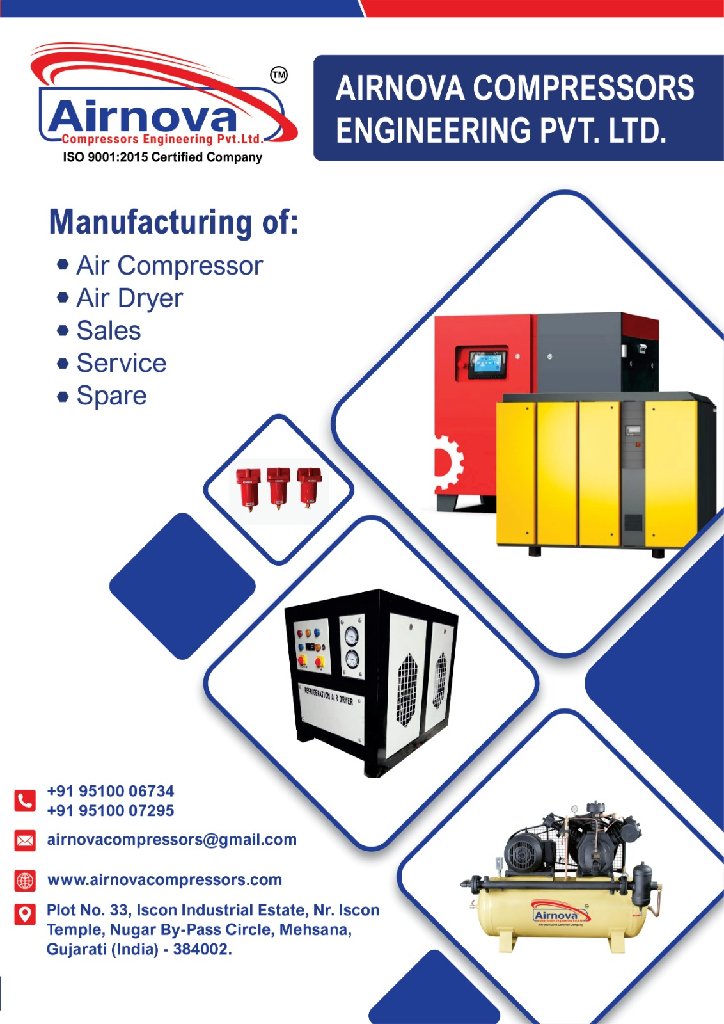 Airnova
TM
Compressors Engineering Pvt.Ltd.
ISO 9001:2015 Certified Company
AIRNOVA COMPRESSORS
ENGINEERING PVT. LTD.
Manufacturing of:
Air Compressor
Air Dryer
Sales
Service
Spare
REFRIGERATION AIR DRYER
+91 95100 06734
+91 95100 07295
airnovacompressors@gmail.com
www.airnovacompressors.com
Plot No. 33, Iscon Industrial Estate, Nr. Iscon
Temple, Nugar By-Pass Circle, Mehsana,
Gujarati (India) - 384002.
Airnova